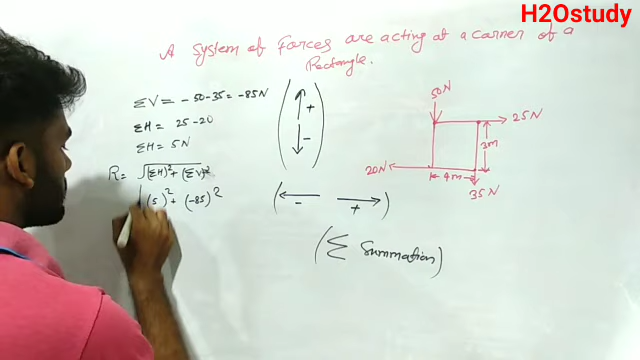 H2Ostudy
A System of Forces are acting at a corner of a
Rectangle.
ΣV = - 50-35 = -85N
ΣH = 25-20
ΣH = 5N
R = √(ΣH)²+(ΣV)²
√(5)²+(-85)²
+
-
-
+
(Σ Summation)
50N
25N
3m
20N
4m
35N